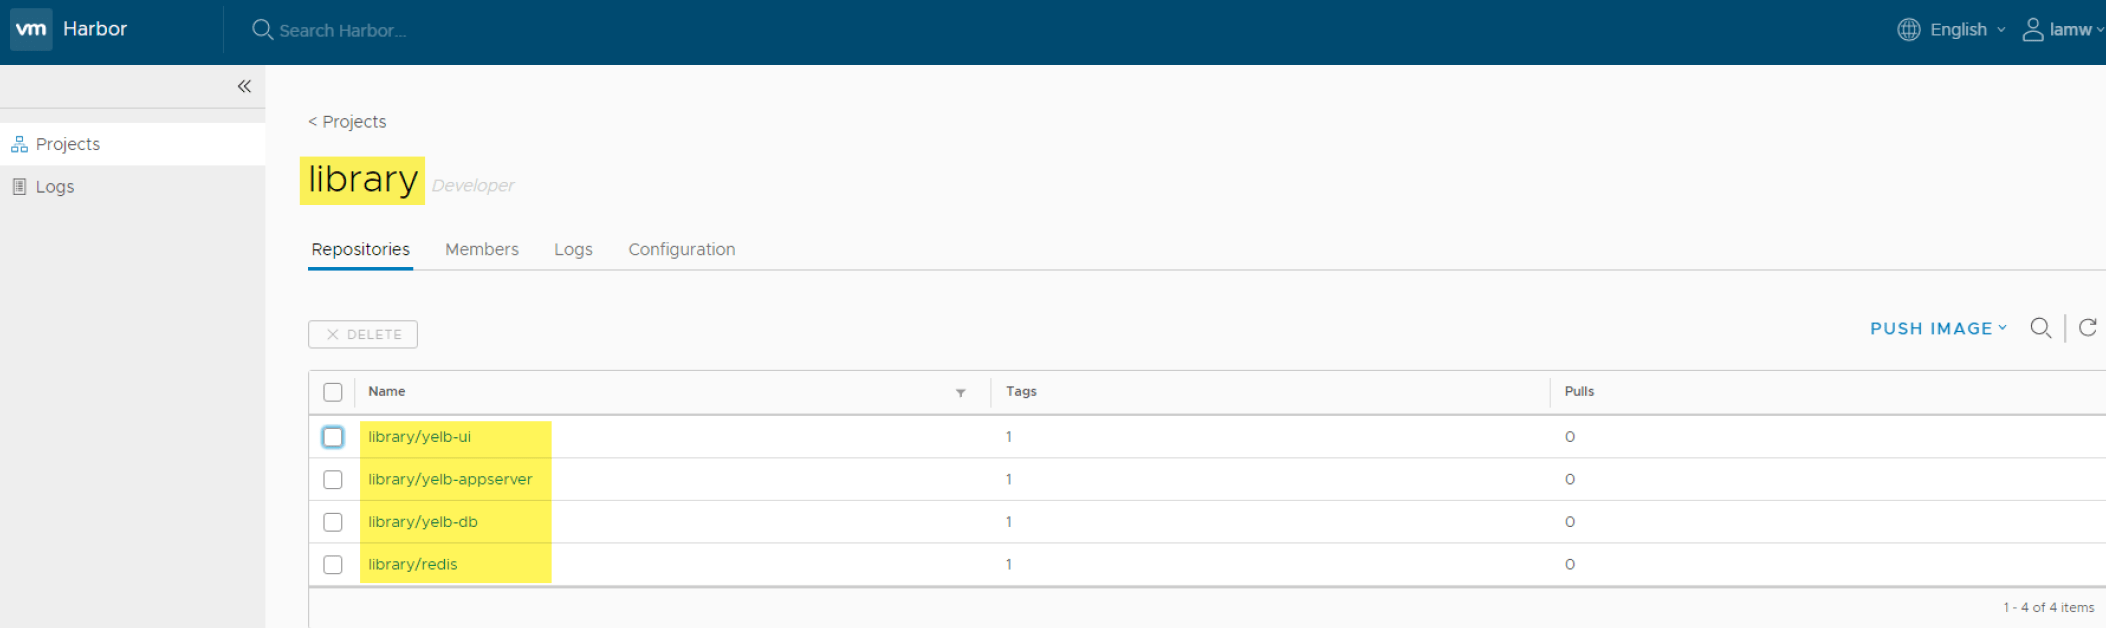 vm Harbor Search Harbor... English lamw
Projects
Logs
< Projects
library Developer
Repositories Members Logs Configuration
DELETE PUSH IMAGE
Name Tags Pulls
library/yelb-ui 1 0
library/yelb-appserver 1 0
library/yelb-db 1 0
library/redis 1 0
1 - 4 of 4 items